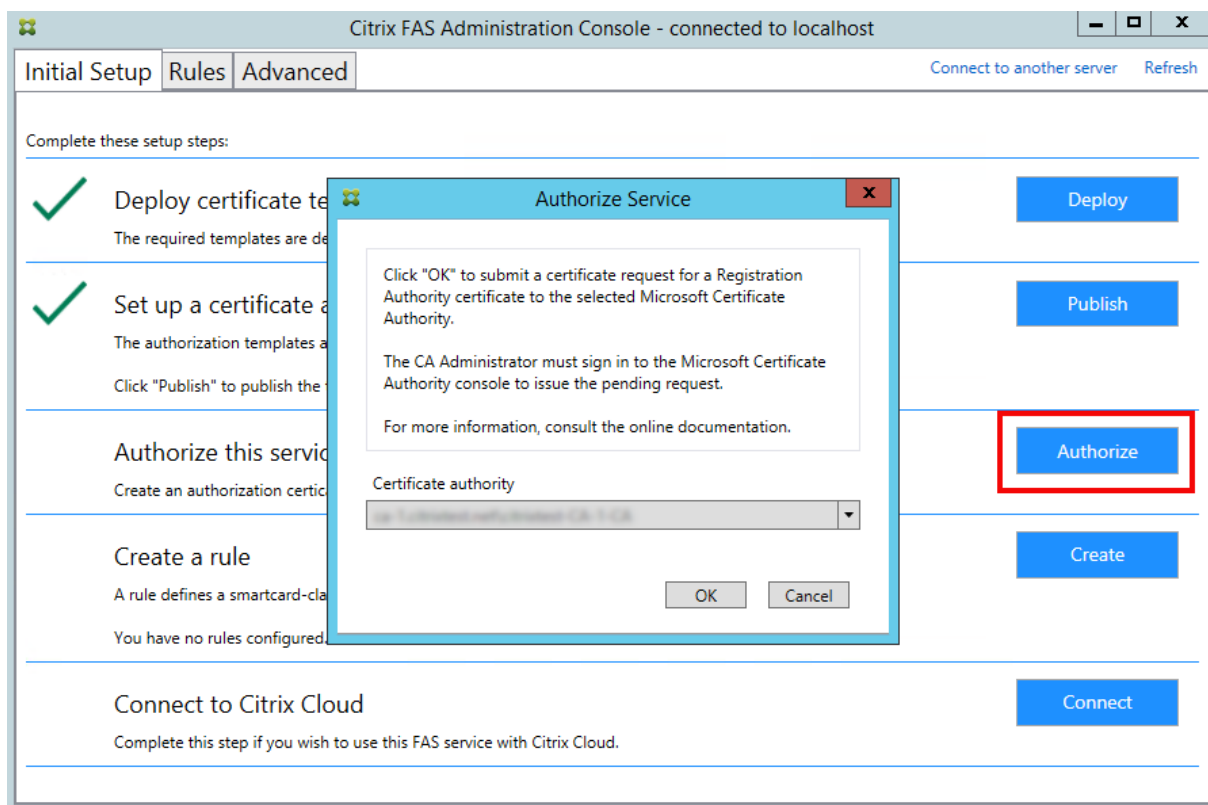 Citrix FAS Administration Console - connected to localhost
Initial Setup Rules Advanced Connect to another server Refresh
Complete these setup steps:
Deploy certificate te
Deploy
The required templates are de
Set up a certificate a
Publish
The authorization templates a
Click "Publish" to publish the
Authorize this servic
Authorize
Create an authorization certic
Create a rule
Create
A rule defines a smartcard-cla
You have no rules configured.
Connect to Citrix Cloud
Connect
Complete this step if you wish to use this FAS service with Citrix Cloud.
Authorize Service
X
Click "OK" to submit a certificate request for a Registration
Authority certificate to the selected Microsoft Certificate
Authority.
The CA Administrator must sign in to the Microsoft Certificate
Authority console to issue the pending request.
For more information, consult the online documentation.
Certificate authority
OK Cancel